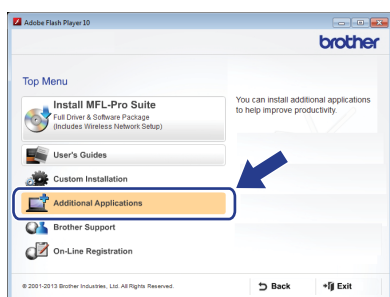 Adobe Flash Player 10
brother
Top Menu
Install MFL-Pro Suite
Full Driver & Software Package
(Includes Wireless Network Setup)
You can install additional applications
to help improve productivity.
User's Guides
Custom Installation
Additional Applications
Brother Support
On-Line Registration
© 2001-2013 Brother Industries, Ltd. All Rights Reserved.
Back
Exit